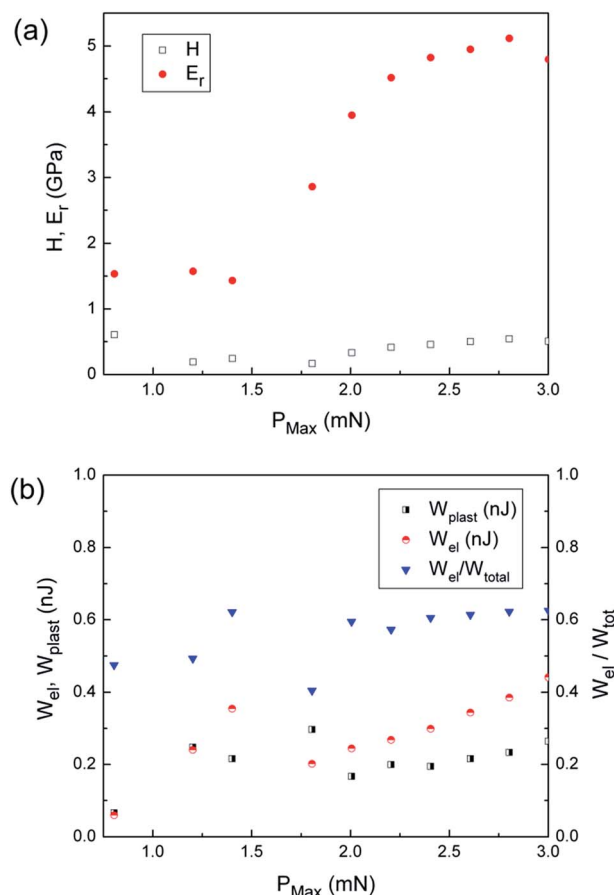 (a)
H
E_r
H, E_r (GPa)
5
4
3
2
1
0
1.0 1.5 2.0 2.5 3.0
P_Max (mN)
(b)
W_plast (nJ)
W_el (nJ)
W_el/W_total
W_el, W_plast (nJ)
1.0
0.8
0.6
0.4
0.2
0.0
1.0
0.8
0.6
0.4
0.2
0.0
W_el / W_tot
1.0 1.5 2.0 2.5 3.0
P_Max (mN)